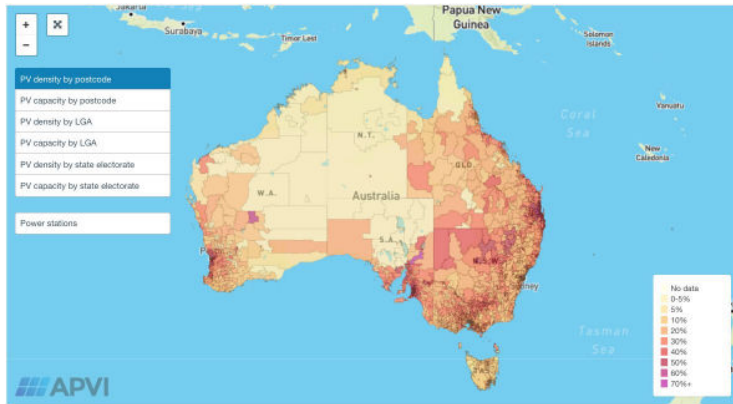 Jakarta
Surabaya
Timor Lest
Papua New
Guinea
Solomon
Islands
Coral
Sea
Vanuatu
New
Caledonia
+
−
PV density by postcode
PV capacity by postcode
PV density by LGA
PV capacity by LGA
PV density by state electorate
PV capacity by state electorate
Power stations
N.T.
QLD.
W.A.
Australia
S.A.
N.S.W.
TAS
Tasman
Sea
No data
0-5%
5%
10%
20%
30%
40%
50%
60%
70%+
APVI